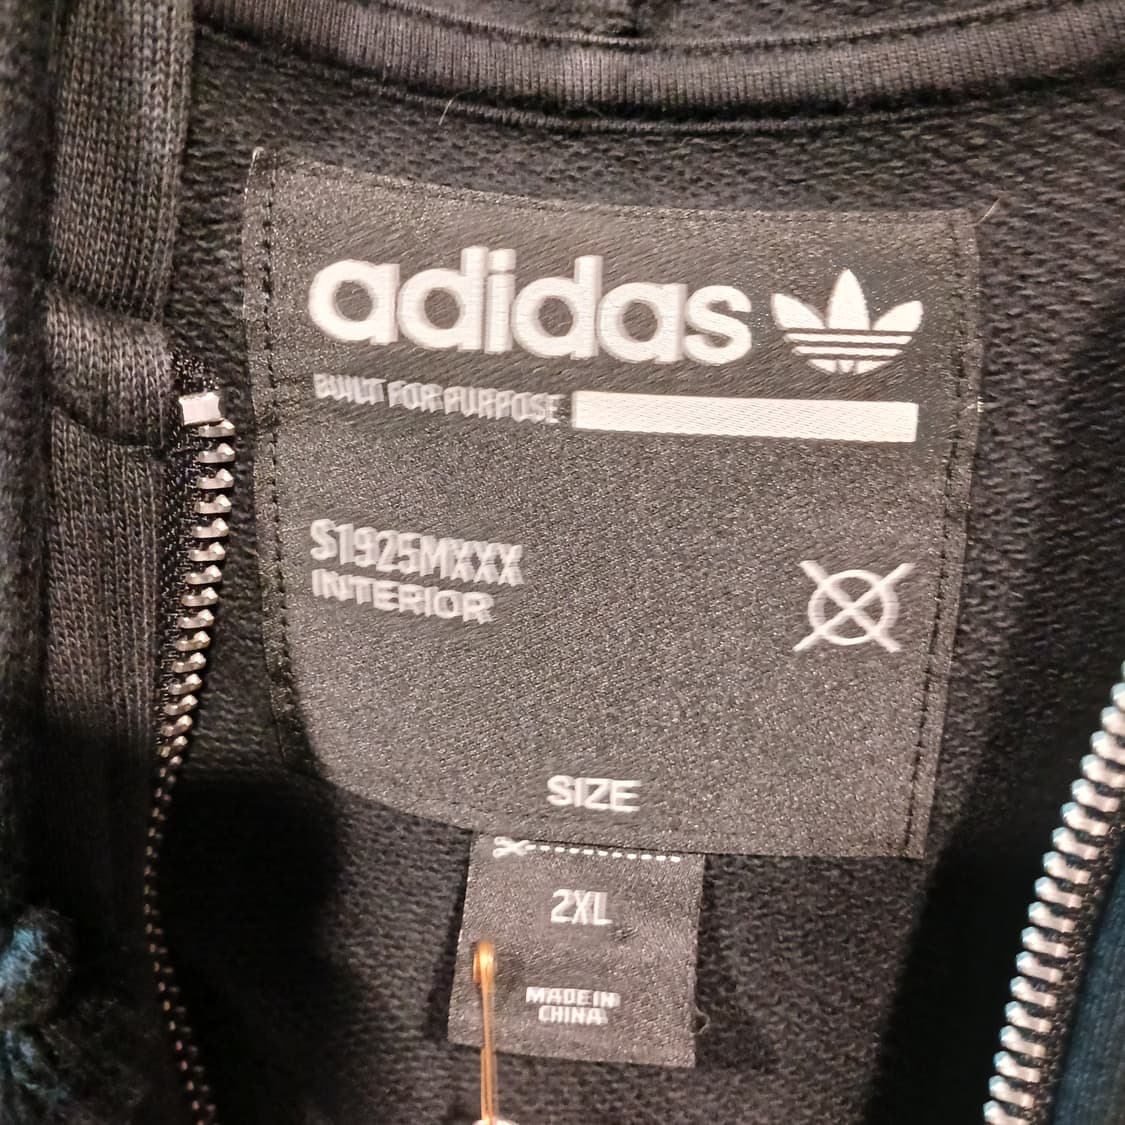 adidas
BUILT FOR PURPOSE
S1925MXXX
INTERIOR
SIZE
2XL
MADE IN
CHINA